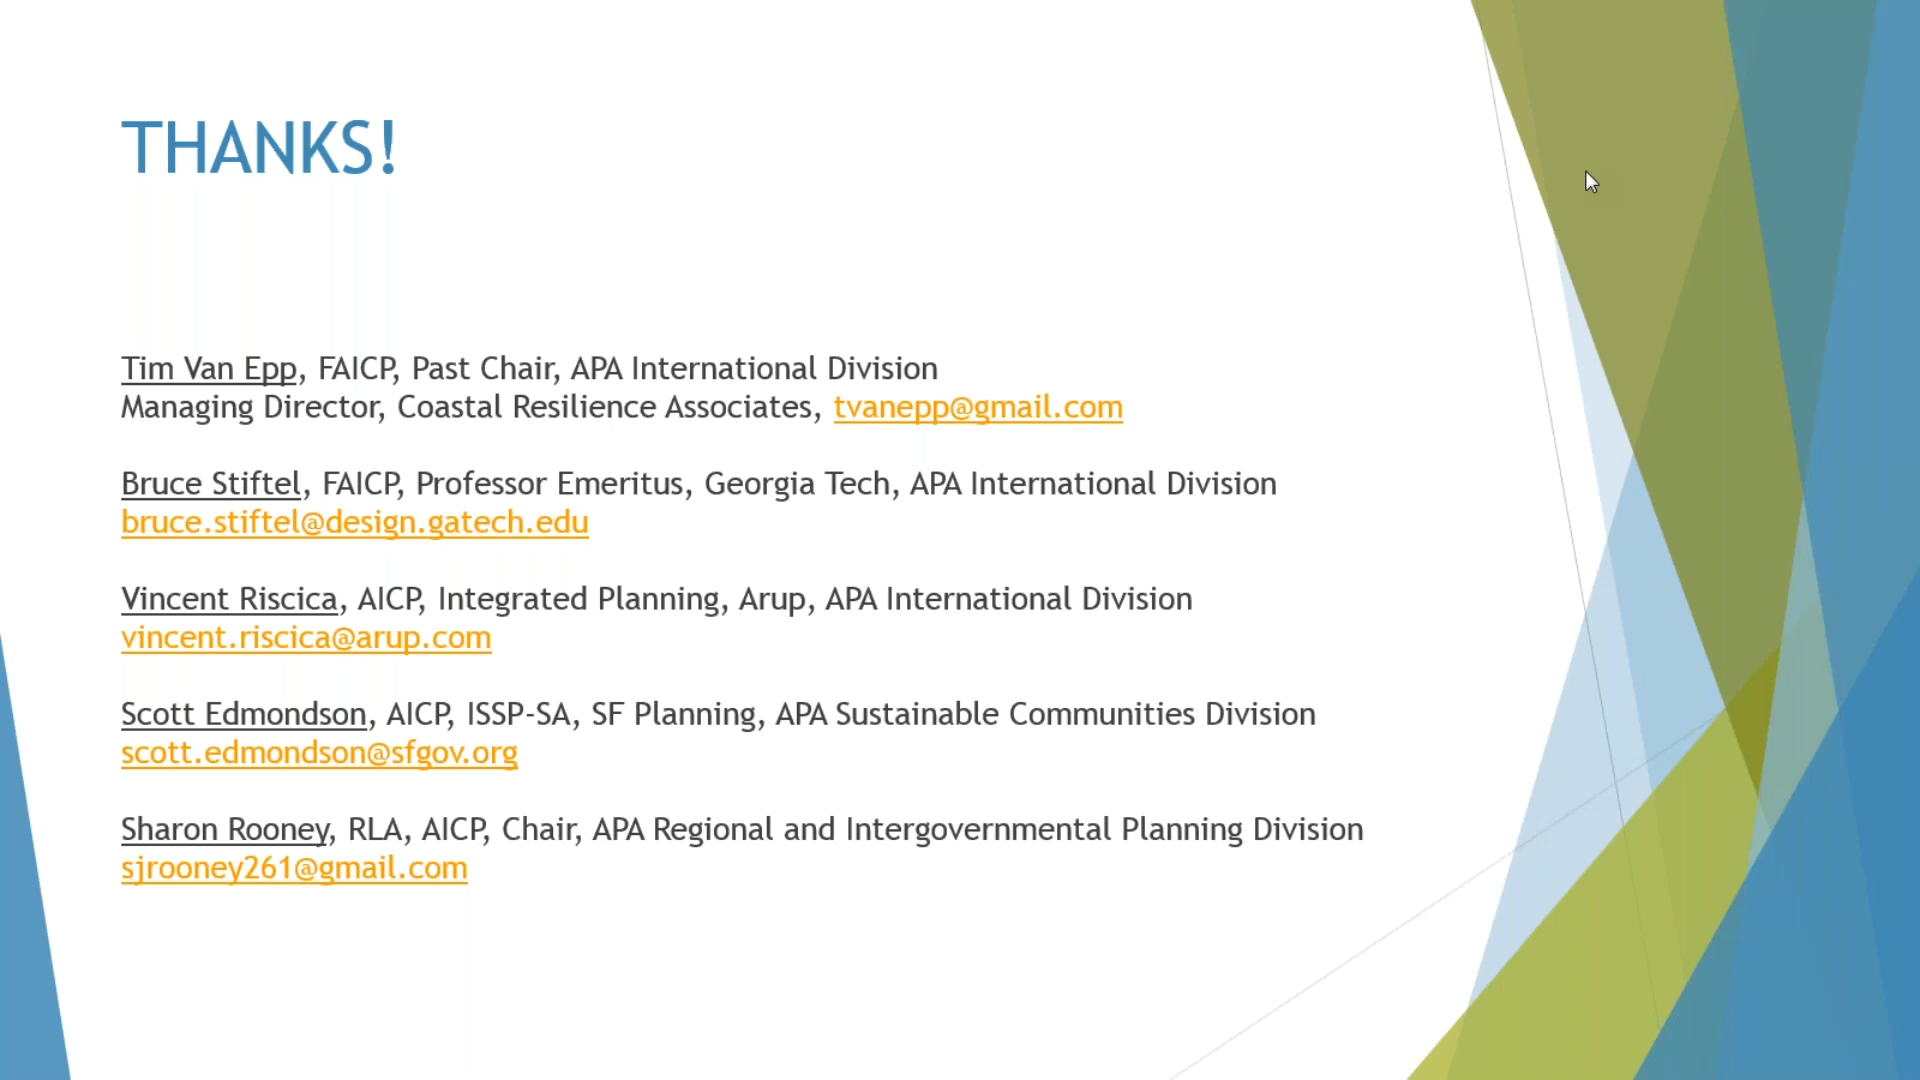 THANKS!
Tim Van Epp, FAICP, Past Chair, APA International Division
Managing Director, Coastal Resilience Associates, tvanepp@gmail.com
Bruce Stiftel, FAICP, Professor Emeritus, Georgia Tech, APA International Division
bruce.stiftel@design.gatech.edu
Vincent Riscica, AICP, Integrated Planning, Arup, APA International Division
vincent.riscica@arup.com
Scott Edmondson, AICP, ISSP-SA, SF Planning, APA Sustainable Communities Division
scott.edmondson@sfgov.org
Sharon Rooney, RLA, AICP, Chair, APA Regional and Intergovernmental Planning Division
sjrooney261@gmail.com